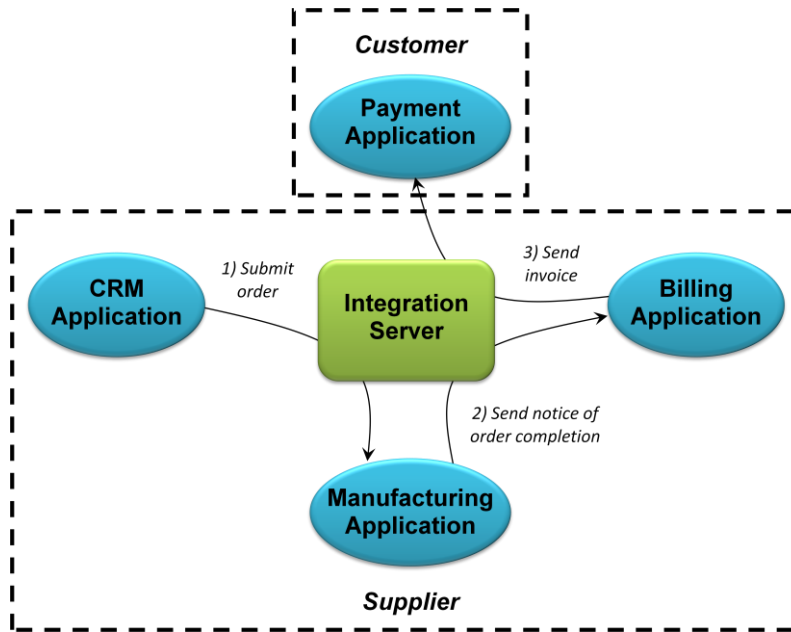 Customer
Payment
Application
1) Submit
order
3) Send
invoice
CRM
Application
Integration
Server
Billing
Application
2) Send notice of
order completion
Manufacturing
Application
Supplier